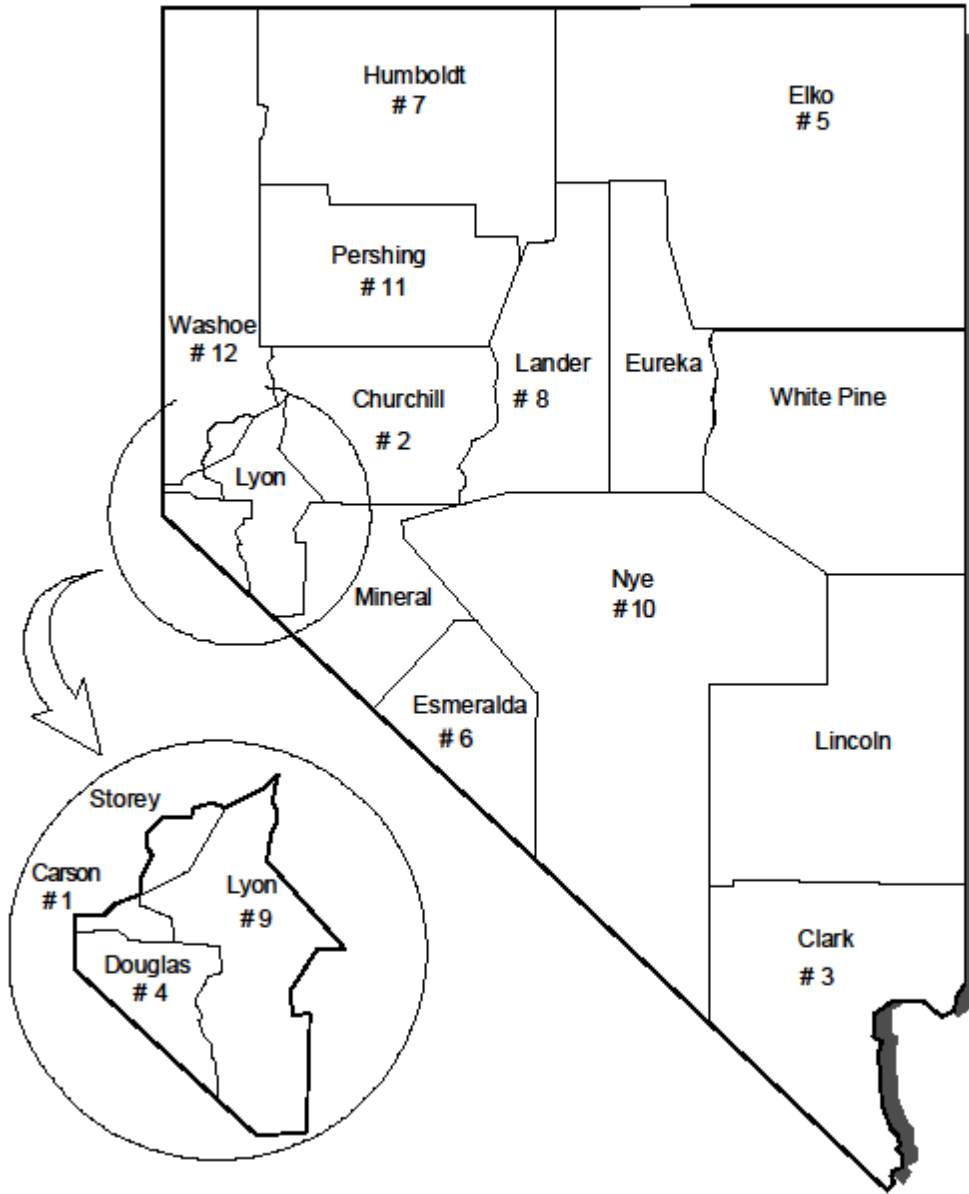 Humboldt
# 7
Elko
# 5
Pershing
# 11
Washoe
# 12
Lander
# 8
Eureka
Churchill
# 2
White Pine
Lyon
Nye
#10
Mineral
Esmeralda
# 6
Lincoln
Storey
Carson
# 1
Lyon
# 9
Clark
# 3
Douglas
# 4